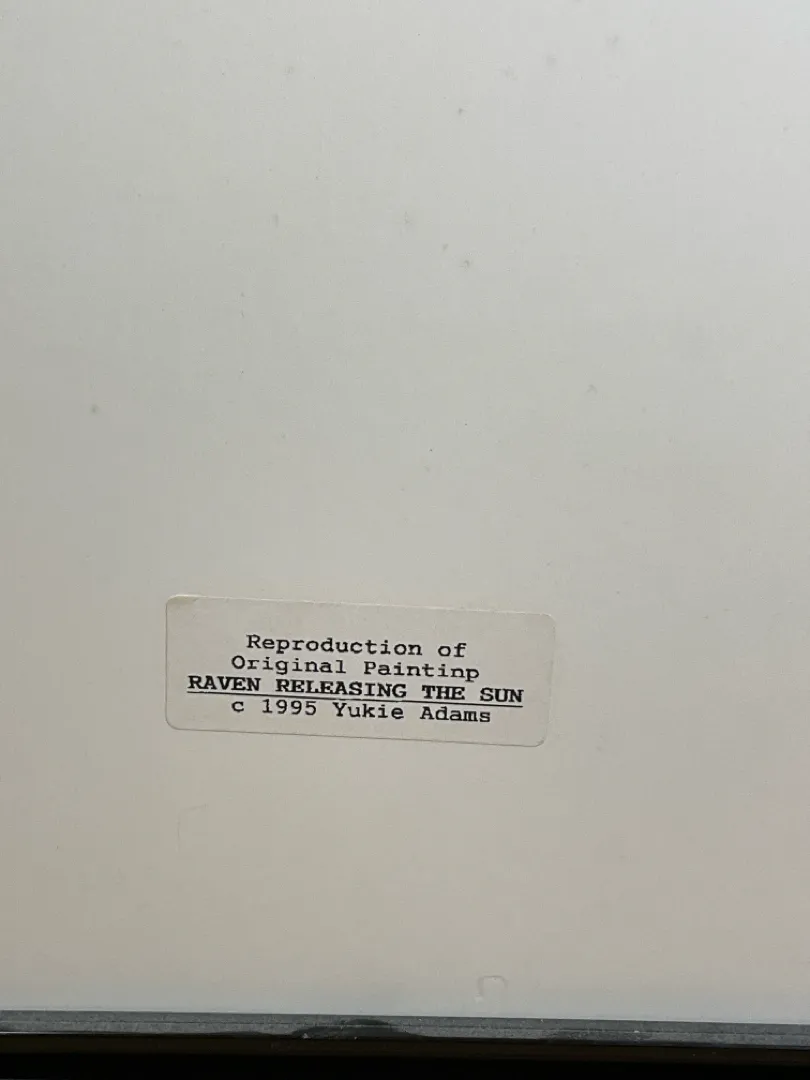 Reproduction of
Original Paintinp
RAVEN RELEASING THE SUN
c 1995 Yukie Adams